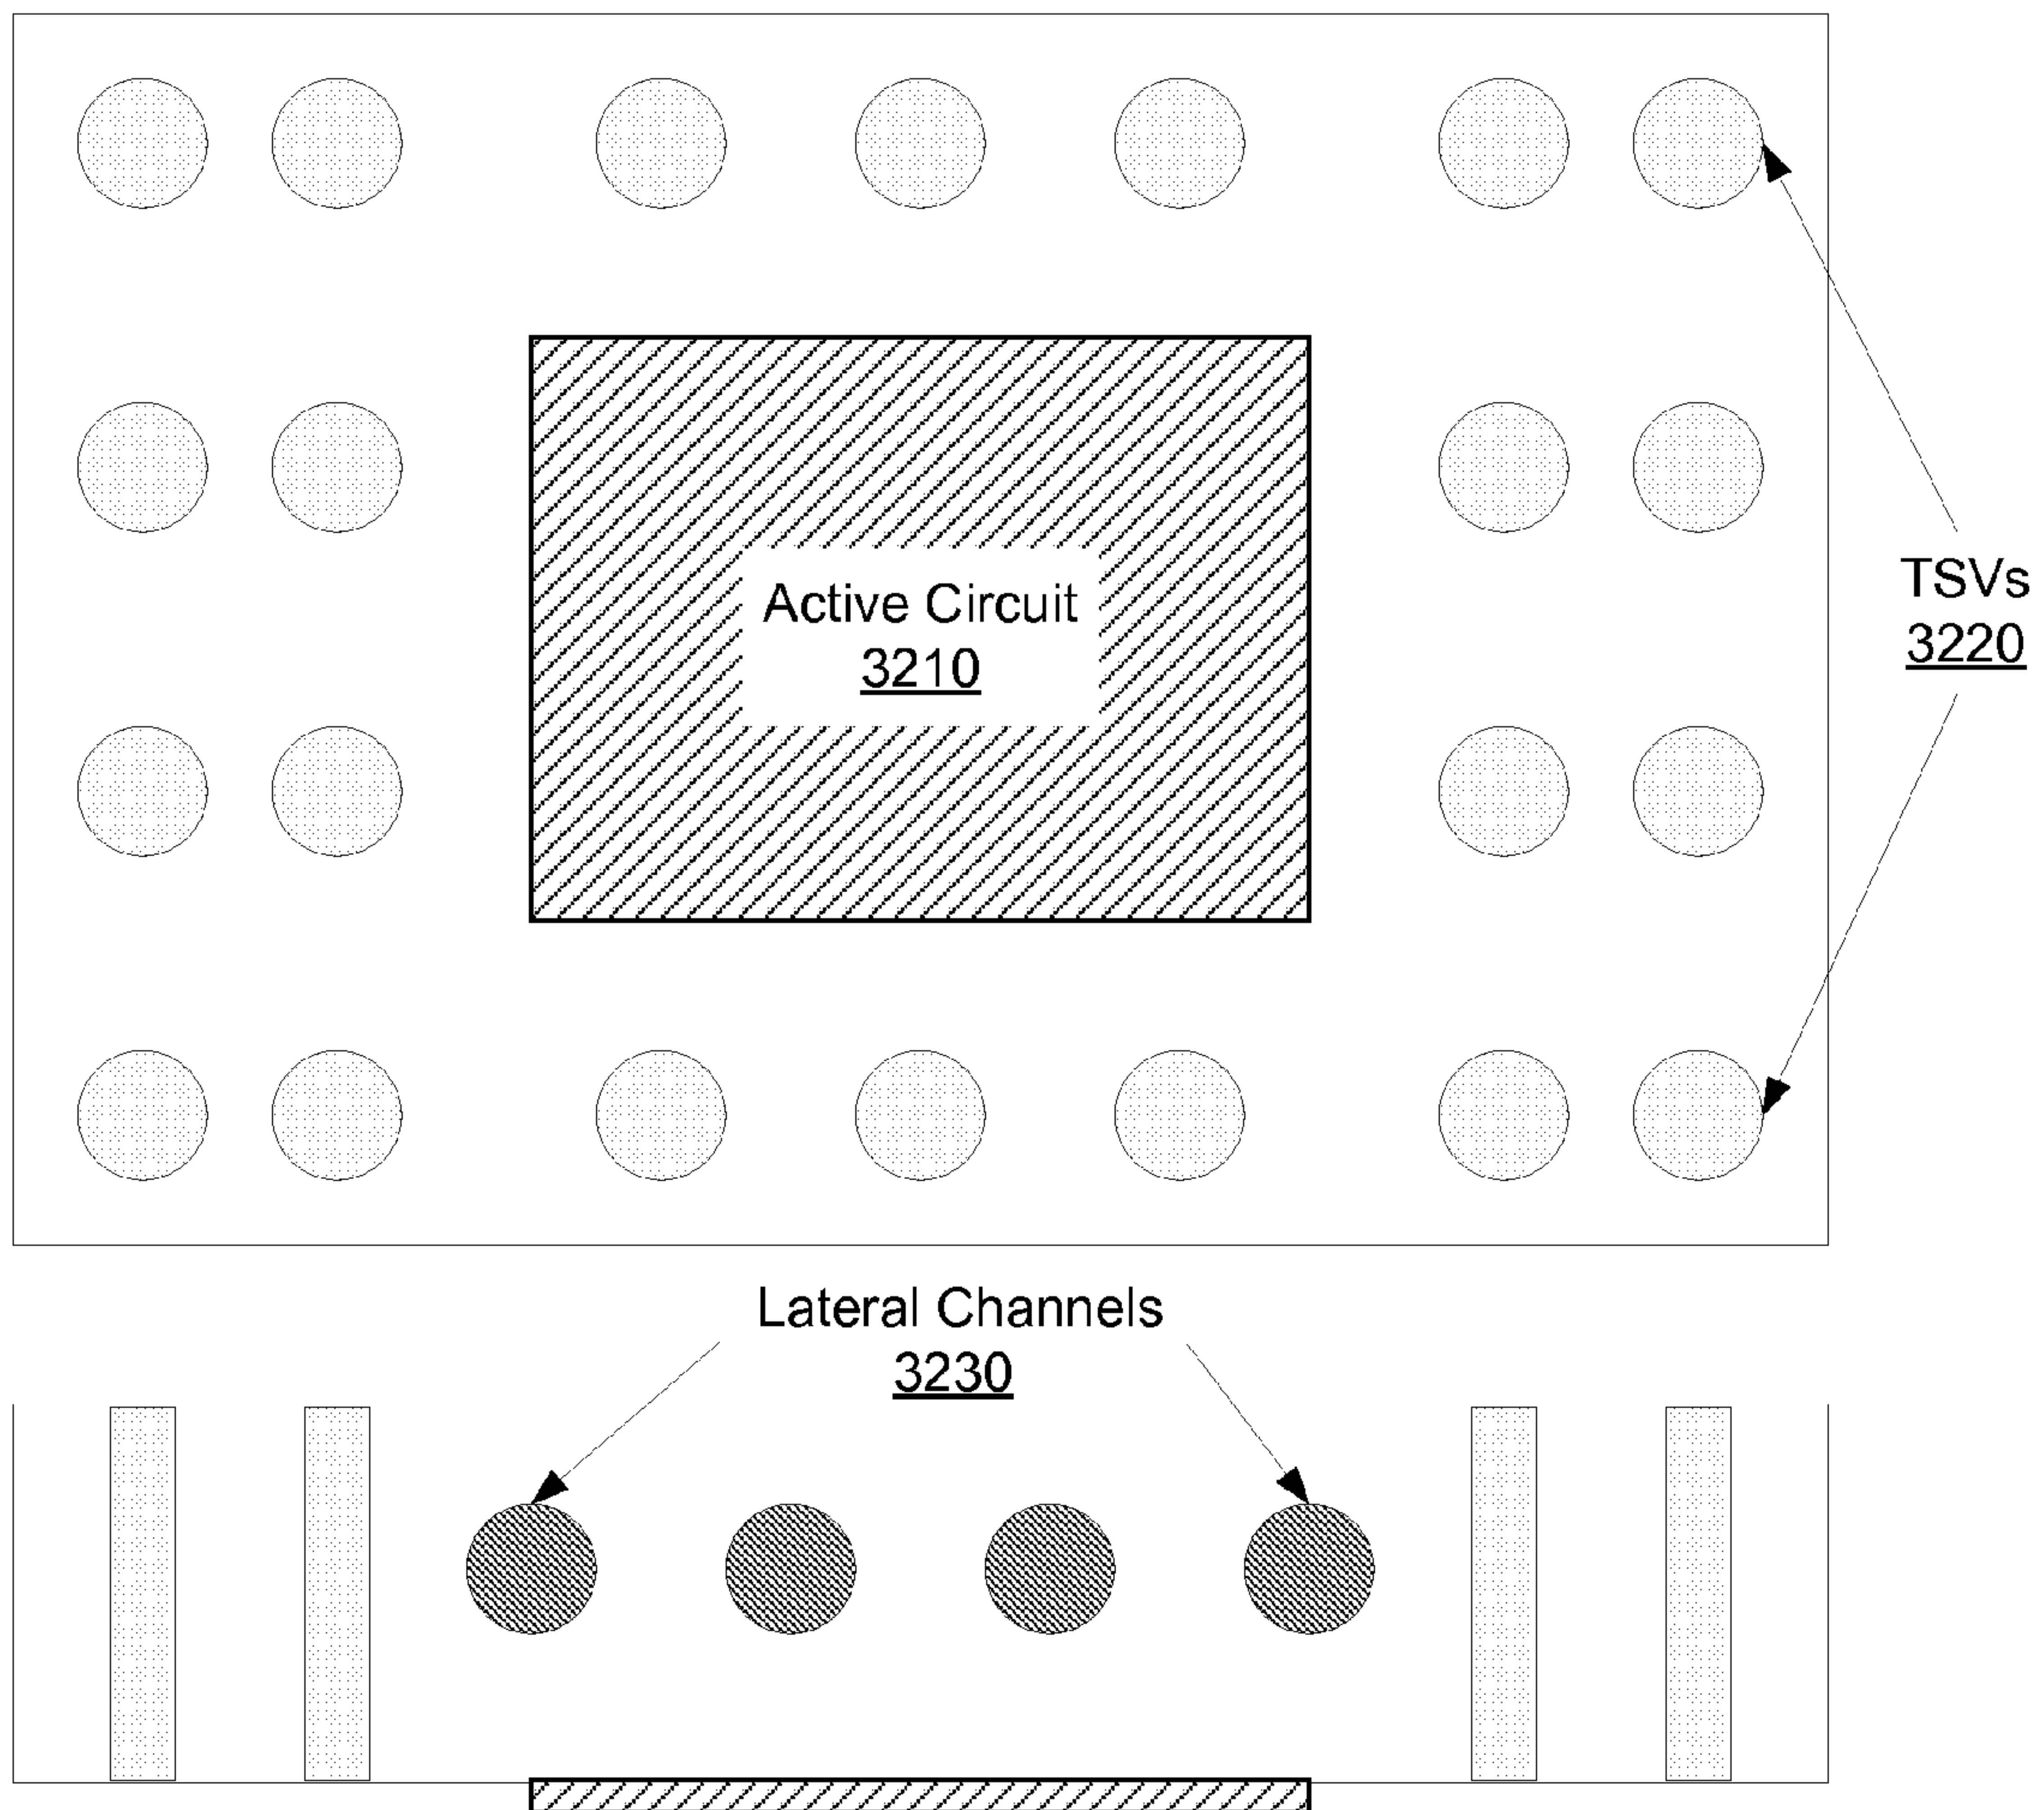 Active Circuit
3210
TSVs
3220
Lateral Channels
3230